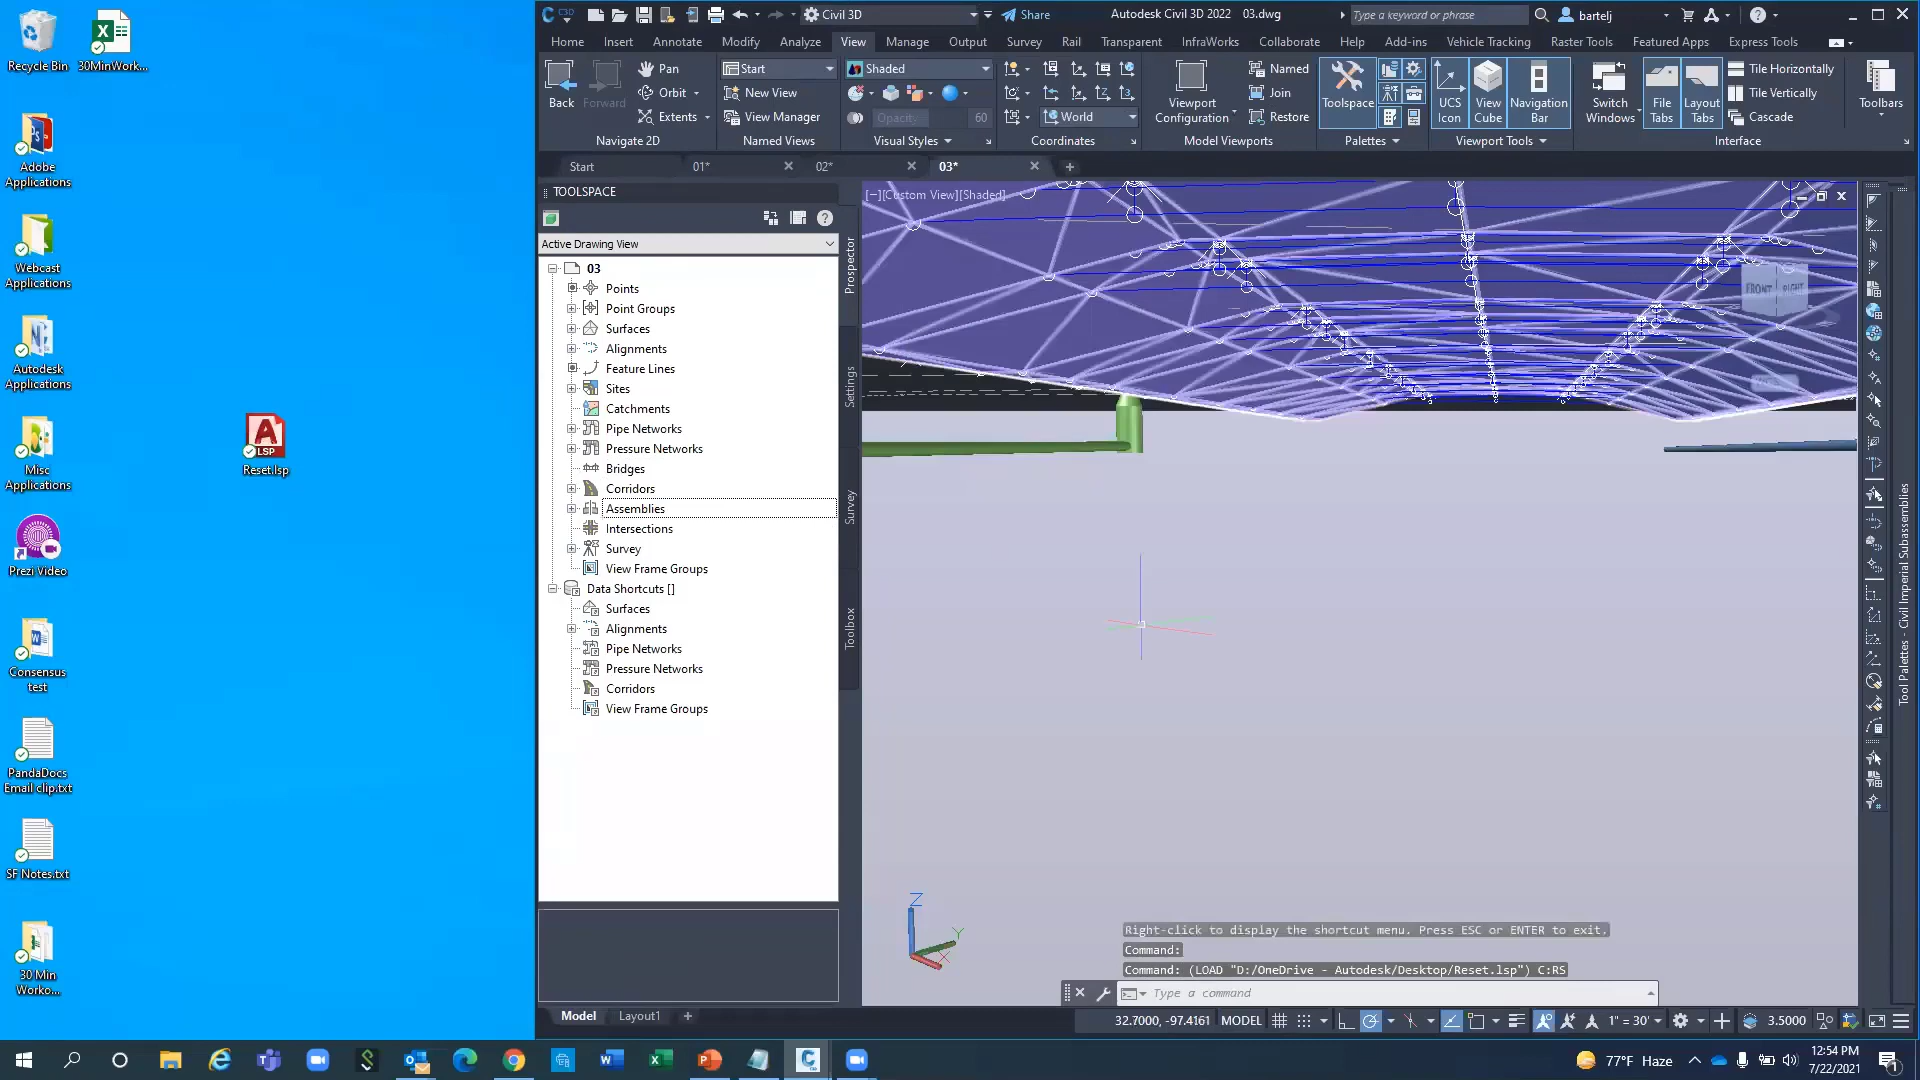 Recycle Bin
30MinWork...
Adobe
Applications
Webcast
Applications
Autodesk
Applications
LSP
Reset.lsp
Misc
Applications
Prezi Video
Consensus
test
PandaDocs
Email clip.txt
SF Notes.txt
30 Min
Worko...
C3D
Civil 3D
Share
Autodesk Civil 3D 2022 03.dwg
Type a keyword or phrase
bartelj
Home Insert Annotate Modify Analyze View Manage Output Survey Rail Transparent InfraWorks Collaborate Help Add-ins Vehicle Tracking Raster Tools Featured Apps Express Tools
Back Forward
Pan
Orbit
Extents
Navigate 2D
Start
New View
View Manager
Named Views
Shaded
Opacity 60
Visual Styles
World
Coordinates
Viewport
Configuration
Named
Join
Restore
Model Viewports
Toolspace
Palettes
UCS
Icon
View
Cube
Navigation
Bar
Viewport Tools
Switch
Windows
File
Tabs
Layout
Tabs
Tile Horizontally
Tile Vertically
Cascade
Interface
Toolbars
Start 01* 02* 03*
TOOLSPACE
Active Drawing View
03
Points
Point Groups
Surfaces
Alignments
Feature Lines
Sites
Catchments
Pipe Networks
Pressure Networks
Bridges
Corridors
Assemblies
Intersections
Survey
View Frame Groups
Data Shortcuts []
Surfaces
Alignments
Pipe Networks
Pressure Networks
Corridors
View Frame Groups
Prospector
Settings
Survey
Toolbox
[−][Custom View][Shaded]
FRONT RIGHT
Z
Y
X
Tool Palettes - Civil Imperial Subassemblies
Right-click to display the shortcut menu. Press ESC or ENTER to exit.
Command:
Command: (LOAD "D:/OneDrive - Autodesk/Desktop/Reset.lsp") C:RS
Type a command
Model Layout1
32.7000, -97.4161 MODEL 1" = 30' 3.5000
77°F Haze
12:54 PM
7/22/2021
1